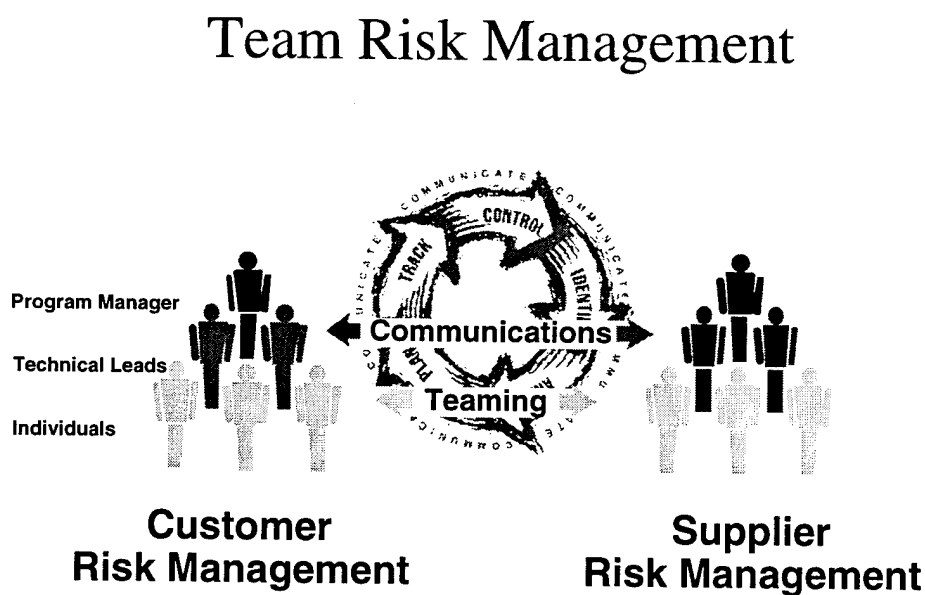 Team Risk Management
COMMUNICATE
COMMUNICATE
CONTROL
TRACK
Program Manager
Communications
Technical Leads
Teaming
Individuals
Customer
Risk Management
Supplier
Risk Management